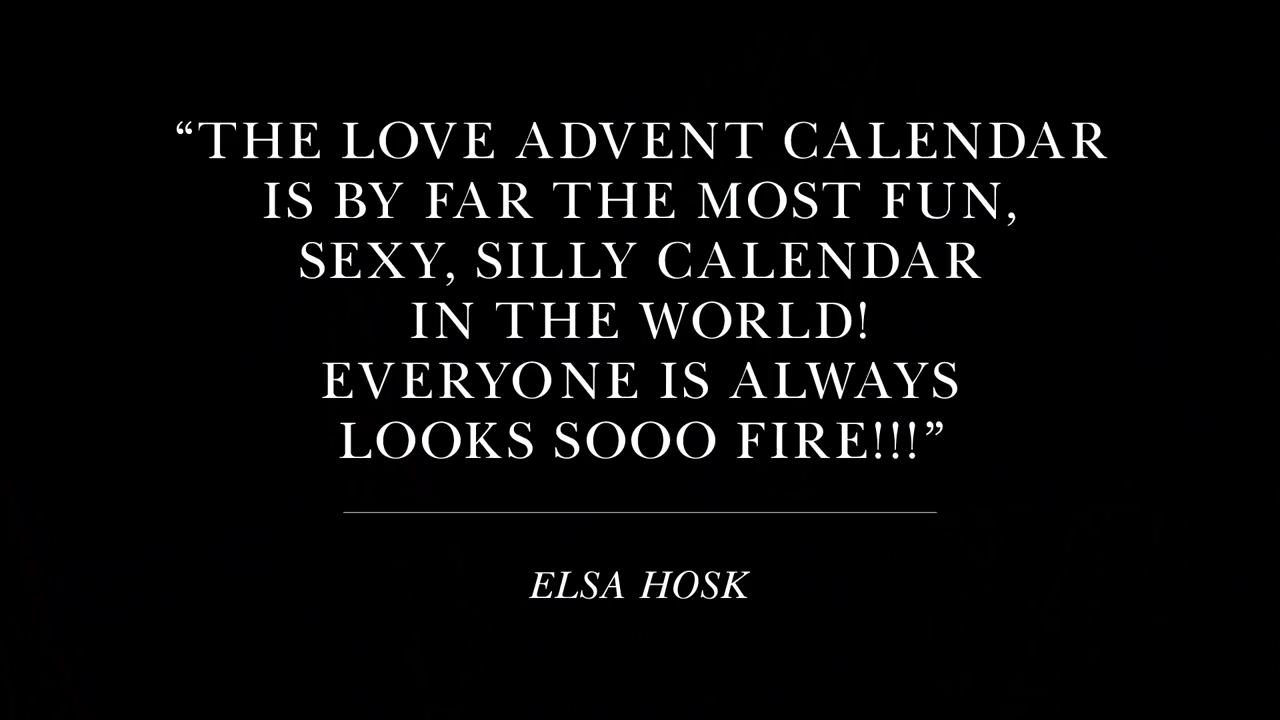 “THE LOVE ADVENT CALENDAR
IS BY FAR THE MOST FUN,
SEXY, SILLY CALENDAR
IN THE WORLD!
EVERYONE IS ALWAYS
LOOKS SOOO FIRE!!!”
ELSA HOSK